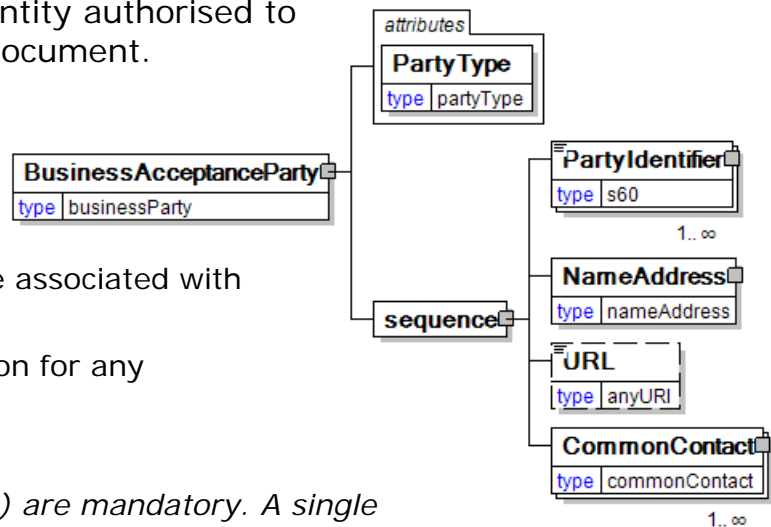 ntity authorised to
ocument.
attributes
PartyType
type partyType
BusinessAcceptanceParty
type businessParty
PartyIdentifier
type s60
1.. ∞
e associated with
NameAddress
type nameAddress
sequence
on for any
URL
type anyURI
CommonContact
type commonContact
) are mandatory. A single
1.. ∞